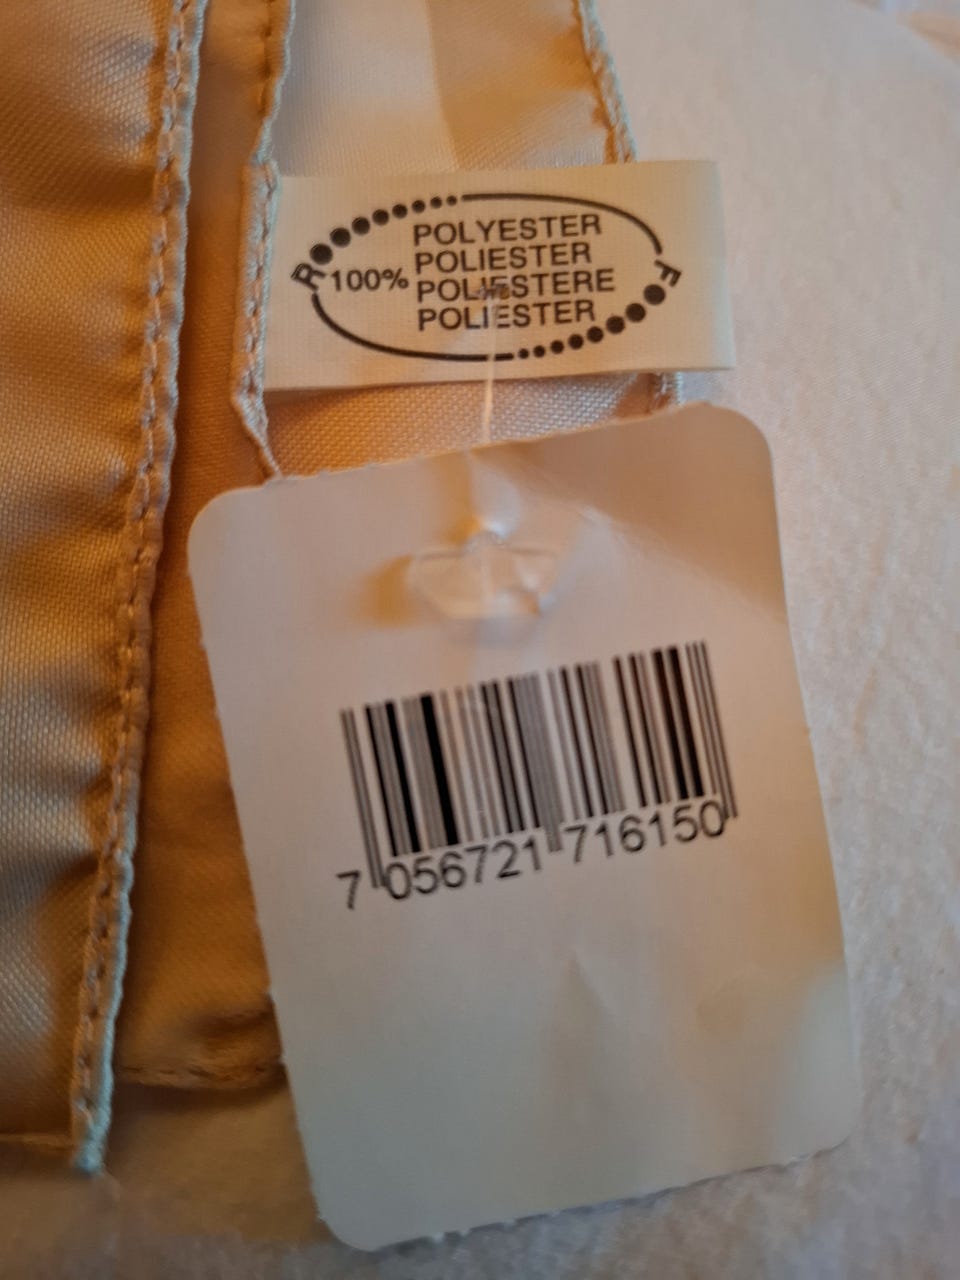 R 100% F
POLYESTER
POLIESTER
POLIESTERE
POLIESTER
7 056721 716150